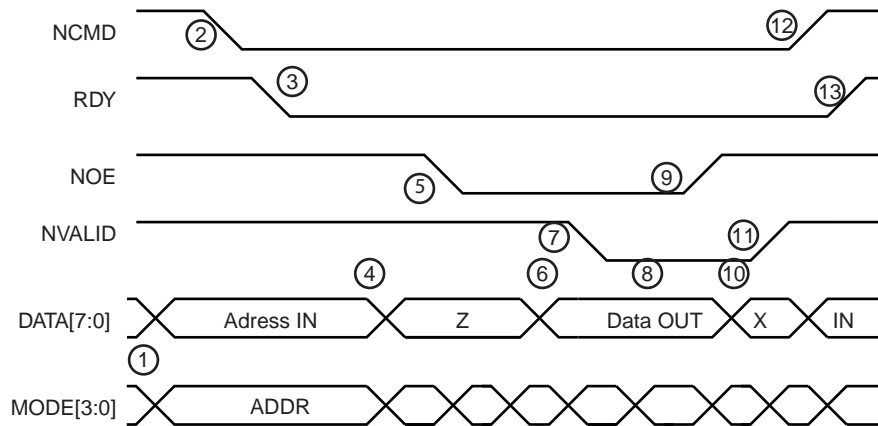 NCMD 2 12
RDY 3 13
NOE 5 9
NVALID 7 11
4 6 8 10
DATA[7:0] Adress IN Z Data OUT X IN
1
MODE[3:0] ADDR